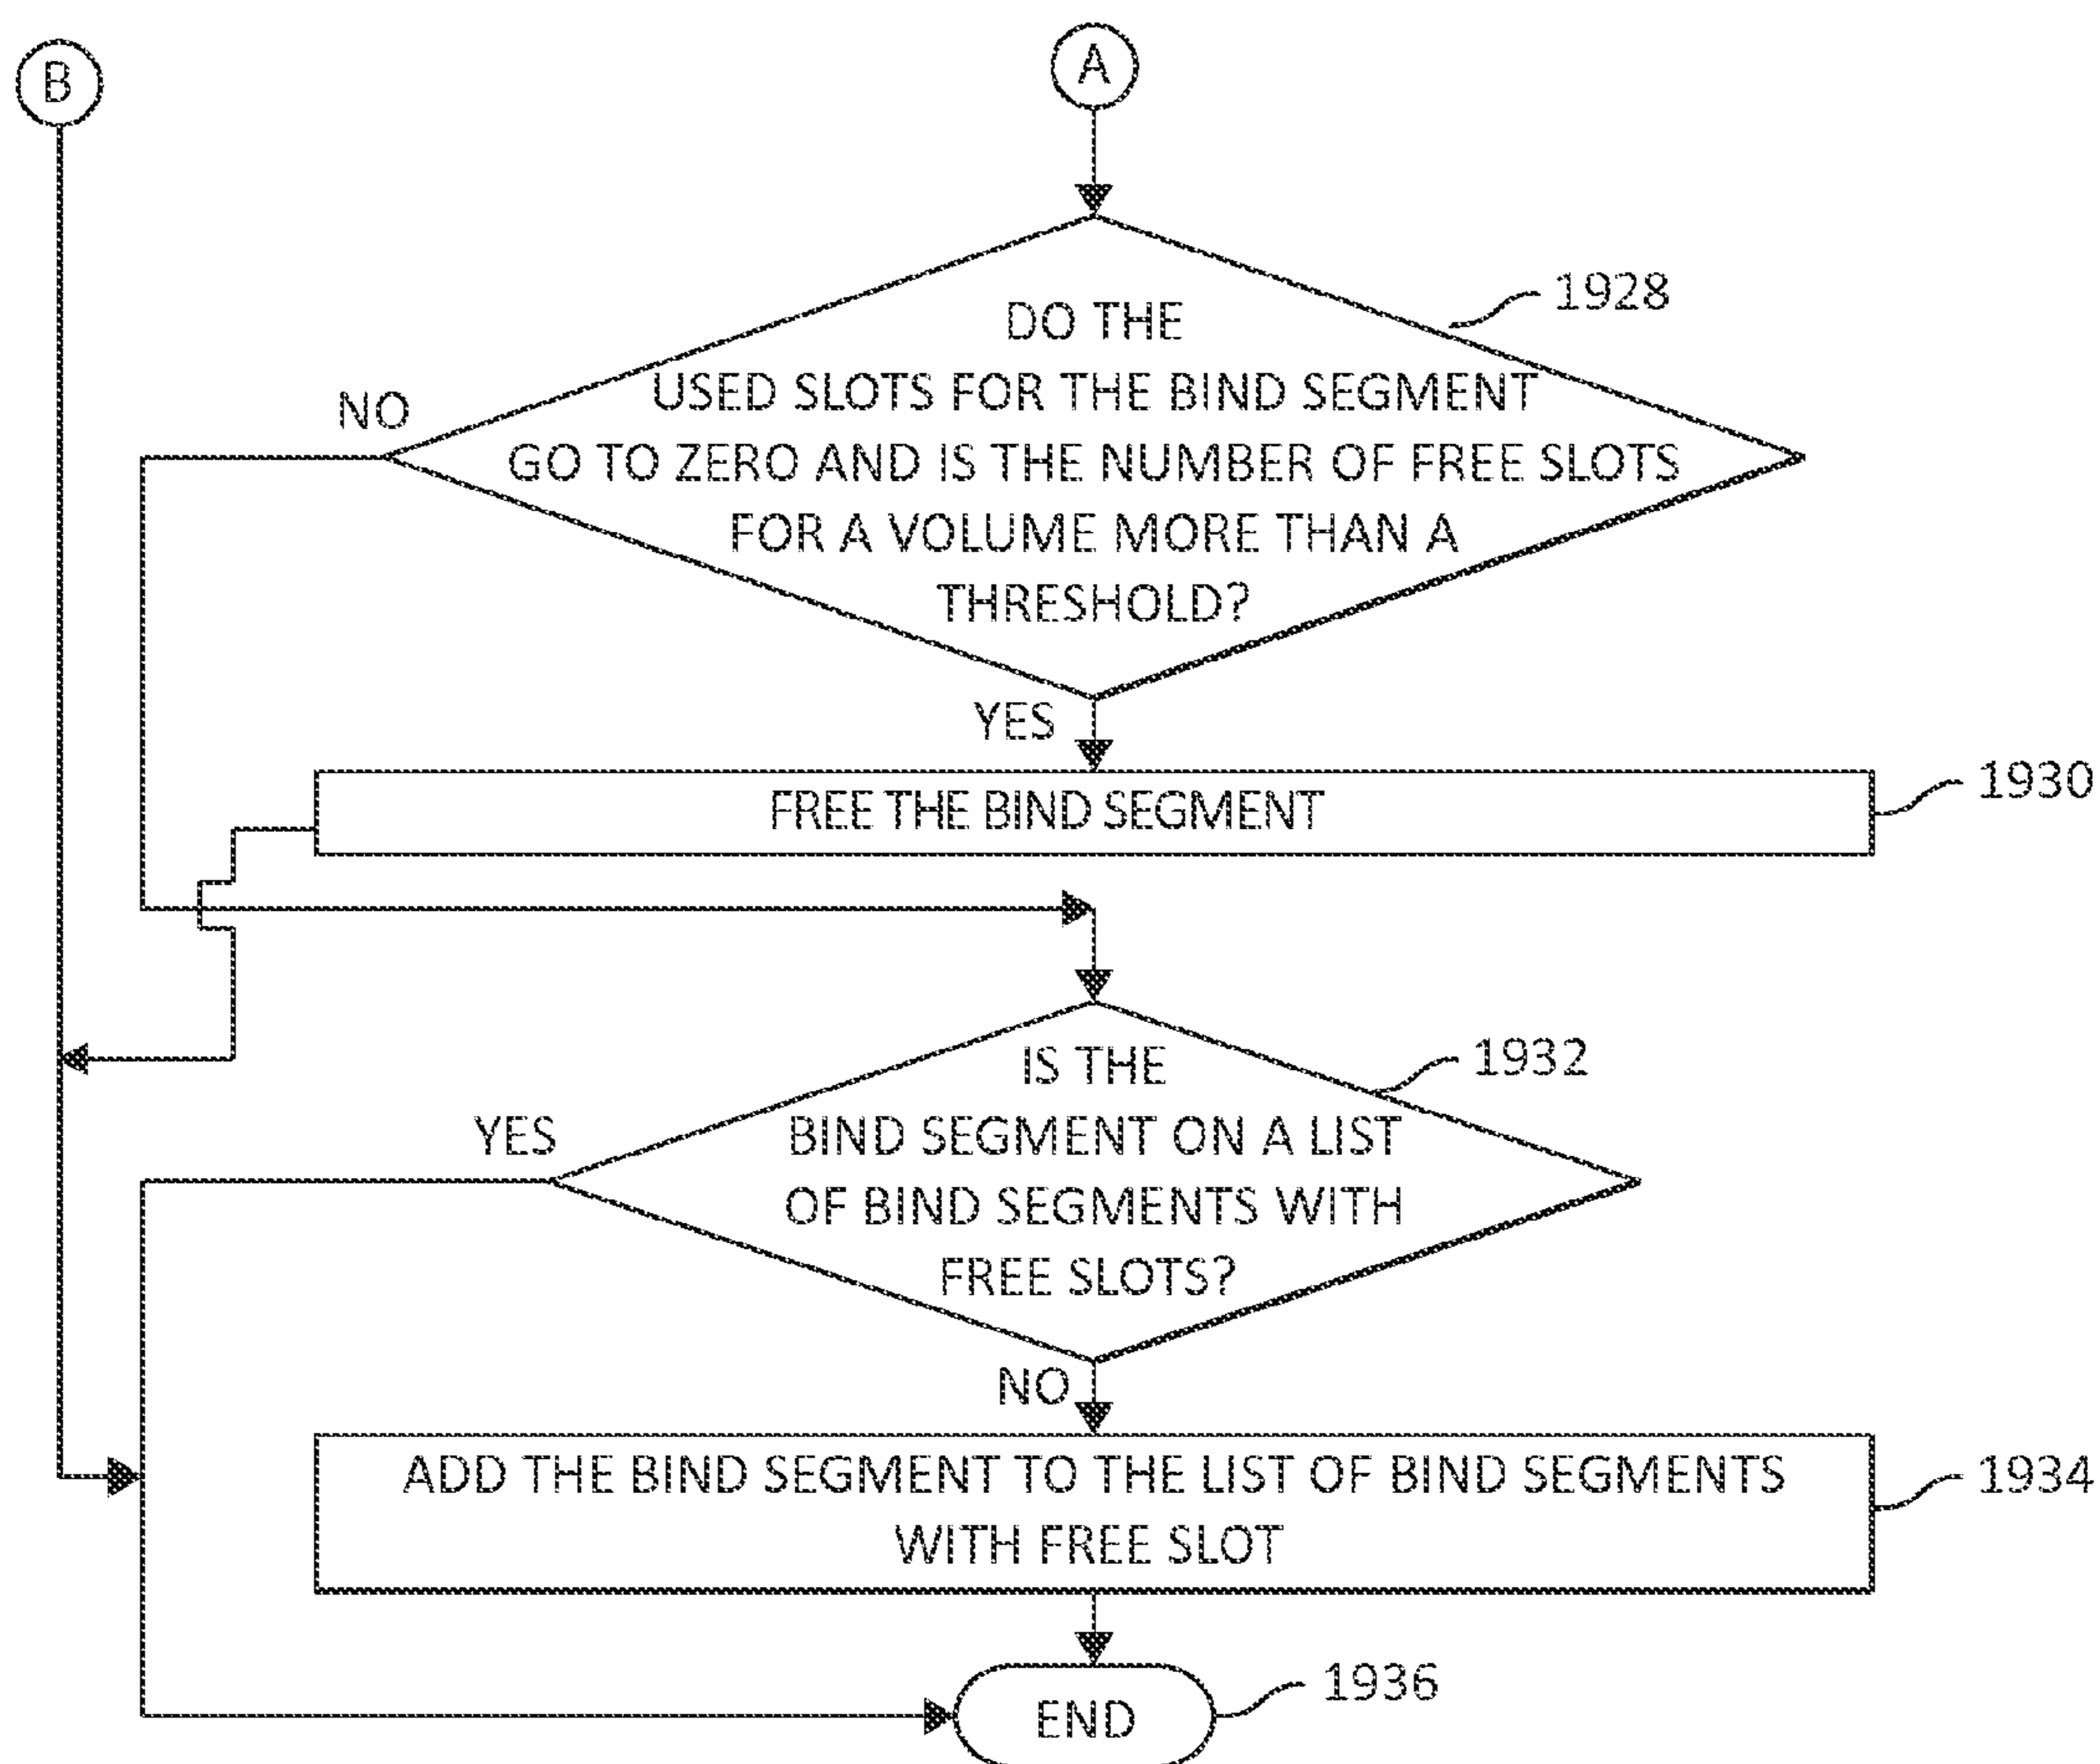 B
A
1928
DO THE
USED SLOTS FOR THE BIND SEGMENT
GO TO ZERO AND IS THE NUMBER OF FREE SLOTS
FOR A VOLUME MORE THAN A
THRESHOLD?
NO
YES
FREE THE BIND SEGMENT
1930
IS THE
BIND SEGMENT ON A LIST
OF BIND SEGMENTS WITH
FREE SLOTS?
1932
YES
NO
ADD THE BIND SEGMENT TO THE LIST OF BIND SEGMENTS
WITH FREE SLOT
1934
END
1936